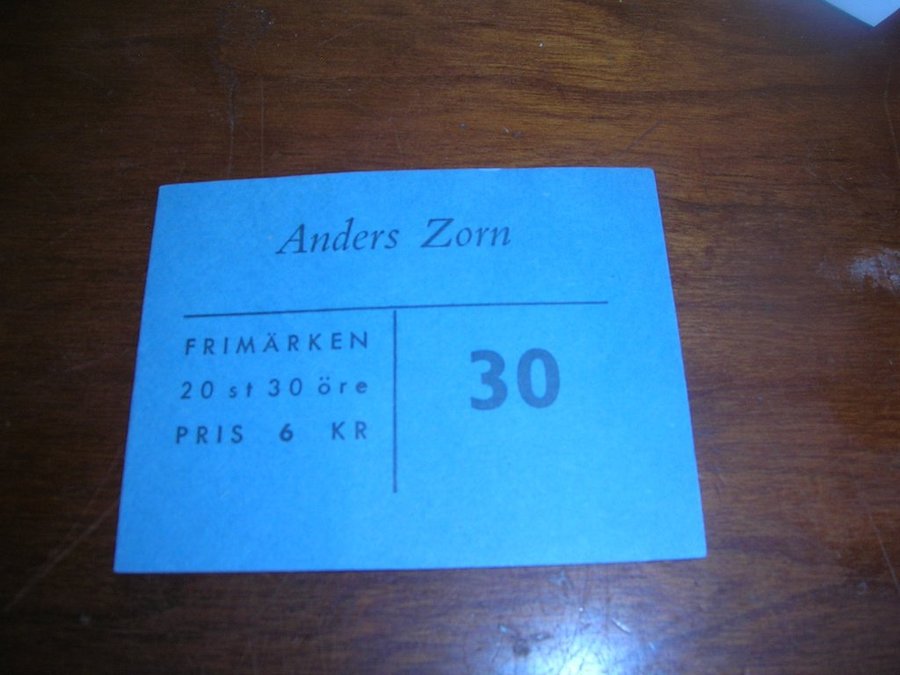 Anders Zorn
FRIMÄRKEN
20 st 30 öre
PRIS 6 KR
30